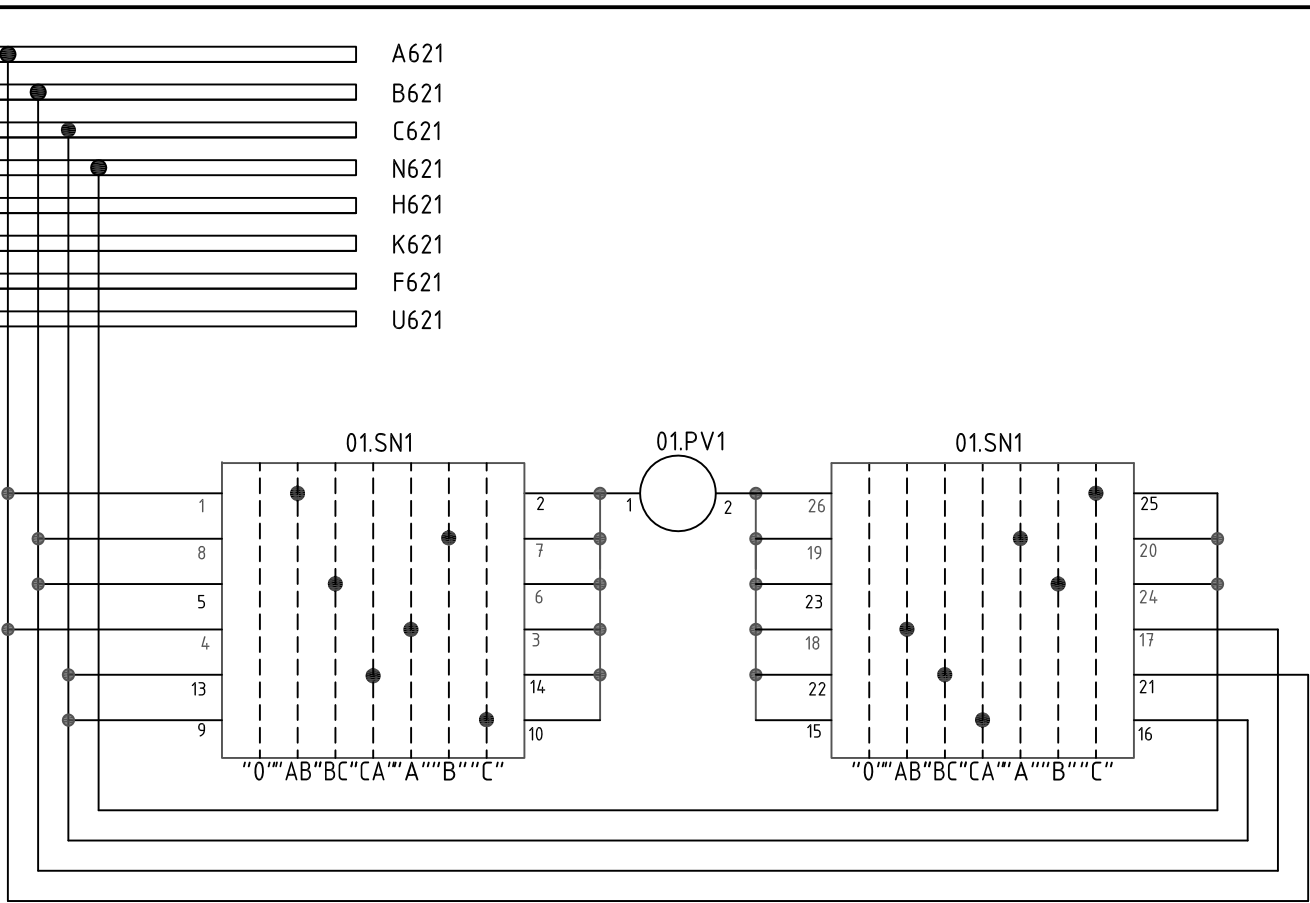 A621
B621
C621
N621
H621
K621
F621
U621
01.SN1 01.PV1 01.SN1
1 2 1 2 26 25
8 7 19 20
5 6 23 24
4 3 18 17
13 14 22 21
9 10 15 16
"0""AB"BC"CA""A""B""C" "0""AB"BC"CA""A""B""C"